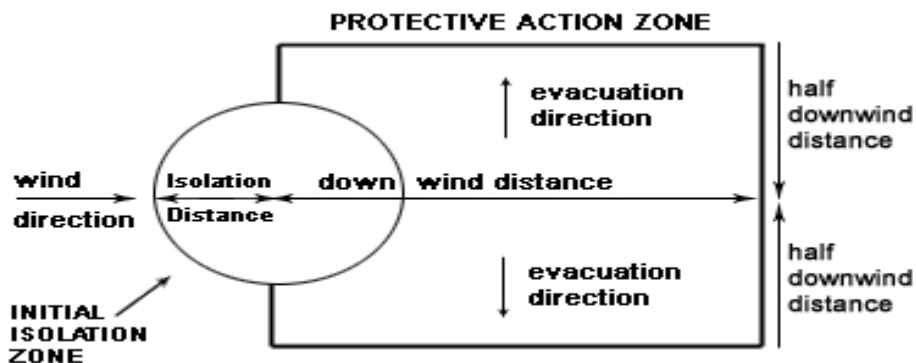 PROTECTIVE ACTION ZONE
evacuation
direction
half
downwind
distance
wind
direction
Isolation
Distance
down wind distance
evacuation
direction
half
downwind
distance
INITIAL
ISOLATION
ZONE